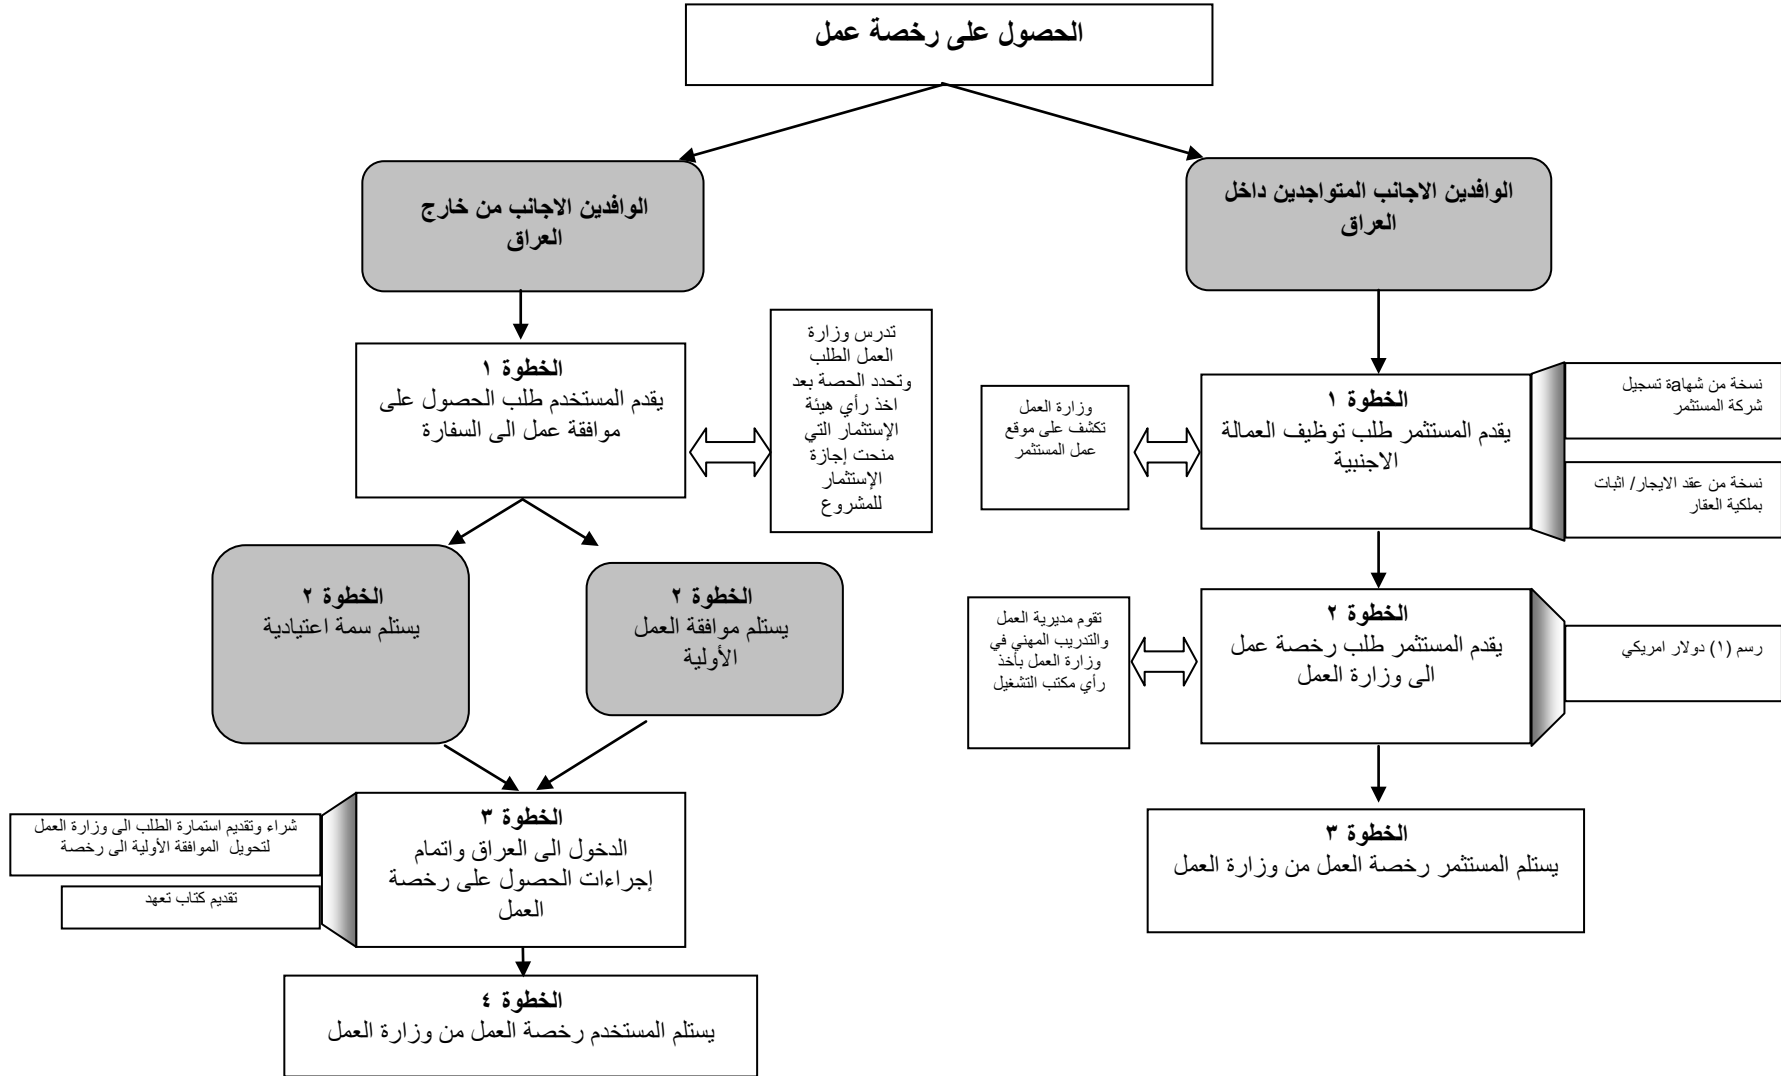 الحصول على رخصة عمل
الوافدين الاجانب المتواجدين داخل
العراق
الخطوة ١
يقدم المستثمر طلب توظيف العمالة
الاجنبية
نسخة من شهاaة تسجيل
شركة المستثمر
نسخة من عقد الايجار/ اثبات
بملكية العقار
وزارة العمل
تكشف على موقع
عمل المستثمر
الخطوة ٢
يقدم المستثمر طلب رخصة عمل
الى وزارة العمل
رسم (١) دولار امريكي
تقوم مديرية العمل
والتدريب المهني في
وزارة العمل بأخذ
رأي مكتب التشغيل
الخطوة ٣
يستلم المستثمر رخصة العمل من وزارة العمل
الوافدين الاجانب من خارج
العراق
الخطوة ١
يقدم المستخدم طلب الحصول على
موافقة عمل الى السفارة
تدرس وزارة
العمل الطلب
وتحدد الحصة بعد
اخذ رأي هيئة
الإستثمار التي
منحت إجازة
الإستثمار
للمشروع
الخطوة ٢
يستلم موافقة العمل
الأولية
الخطوة ٢
يستلم سمة اعتيادية
الخطوة ٣
الدخول الى العراق واتمام
إجراءات الحصول على رخصة
العمل
شراء وتقديم استمارة الطلب الى وزارة العمل
لتحويل الموافقة الأولية الى رخصة
تقديم كتاب تعهد
الخطوة ٤
يستلم المستخدم رخصة العمل من وزارة العمل